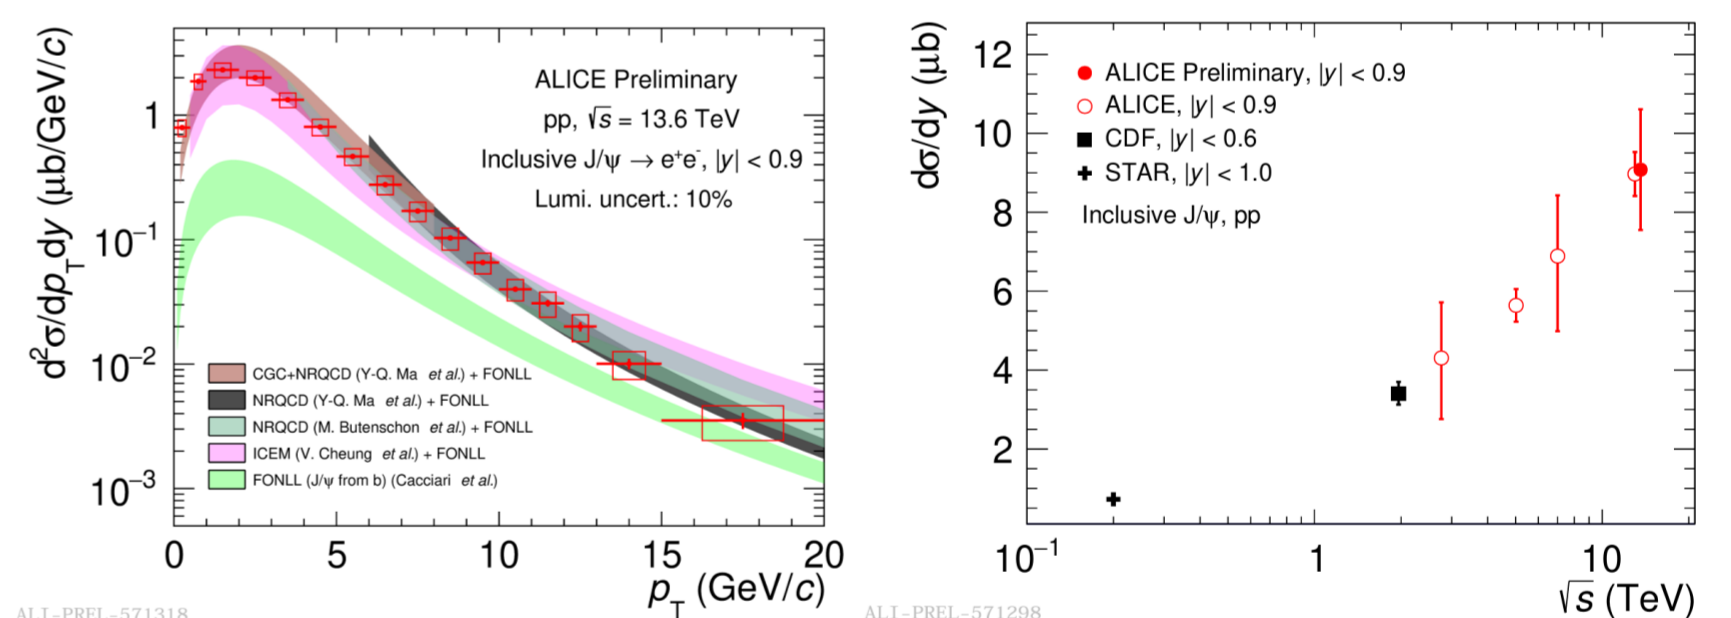 d²σ/dp_Tdy (μb/GeV/c)
1
10⁻¹
10⁻²
10⁻³
ALICE Preliminary
pp, √s = 13.6 TeV
Inclusive J/ψ → e⁺e⁻, |y| < 0.9
Lumi. uncert.: 10%
CGC+NRQCD (Y-Q. Ma et al.) + FONLL
NRQCD (Y-Q. Ma et al.) + FONLL
NRQCD (M. Butenschon et al.) + FONLL
ICEM (V. Cheung et al.) + FONLL
FONLL (J/ψ from b) (Cacciari et al.)
0 5 10 15 20
p_T (GeV/c)
ALI-PREL-571318
dσ/dy (μb)
12
10
8
6
4
2
ALICE Preliminary, |y| < 0.9
ALICE, |y| < 0.9
CDF, |y| < 0.6
STAR, |y| < 1.0
Inclusive J/ψ, pp
10⁻¹ 1 10
√s (TeV)
ALI-PREL-571298